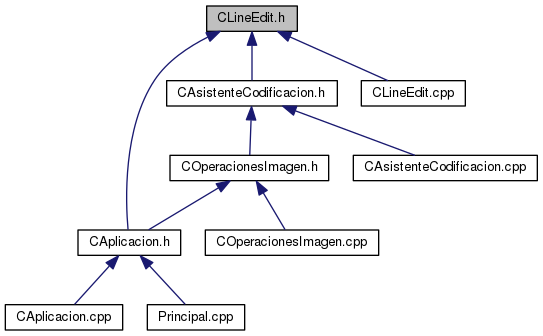 CLineEdit.h
CAsistenteCodificacion.h
CLineEdit.cpp
COperacionesImagen.h
CAsistenteCodificacion.cpp
CAplicacion.h
COperacionesImagen.cpp
CAplicacion.cpp
Principal.cpp